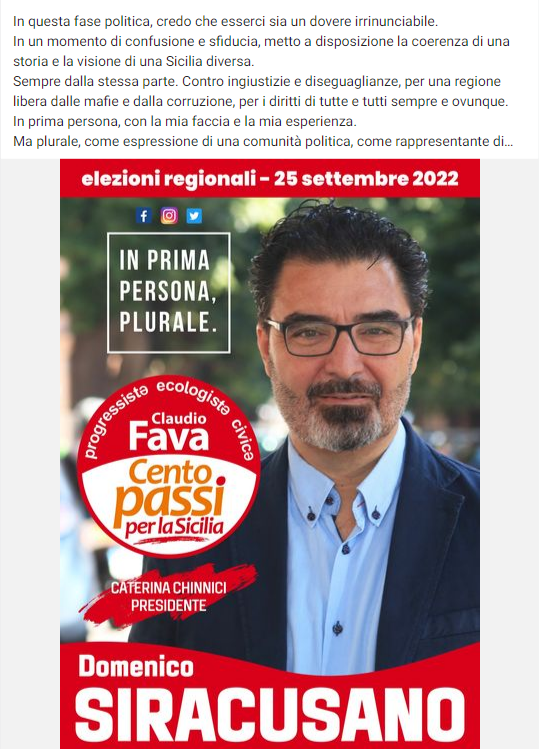 In questa fase politica, credo che esserci sia un dovere irrinunciabile.
In un momento di confusione e sfiducia, metto a disposizione la coerenza di una
storia e la visione di una Sicilia diversa.
Sempre dalla stessa parte. Contro ingiustizie e diseguaglianze, per una regione
libera dalle mafie e dalla corruzione, per i diritti di tutte e tutti sempre e ovunque.
In prima persona, con la mia faccia e la mia esperienza.
Ma plurale, come espressione di una comunità politica, come rappresentante di...
elezioni regionali - 25 settembre 2022
IN PRIMA
PERSONA,
PLURALE.
progressistə ecologistə civicə
Claudio
Fava
Cento
passi
per la Sicilia
CATERINA CHINNICI
PRESIDENTE
Domenico
SIRACUSANO